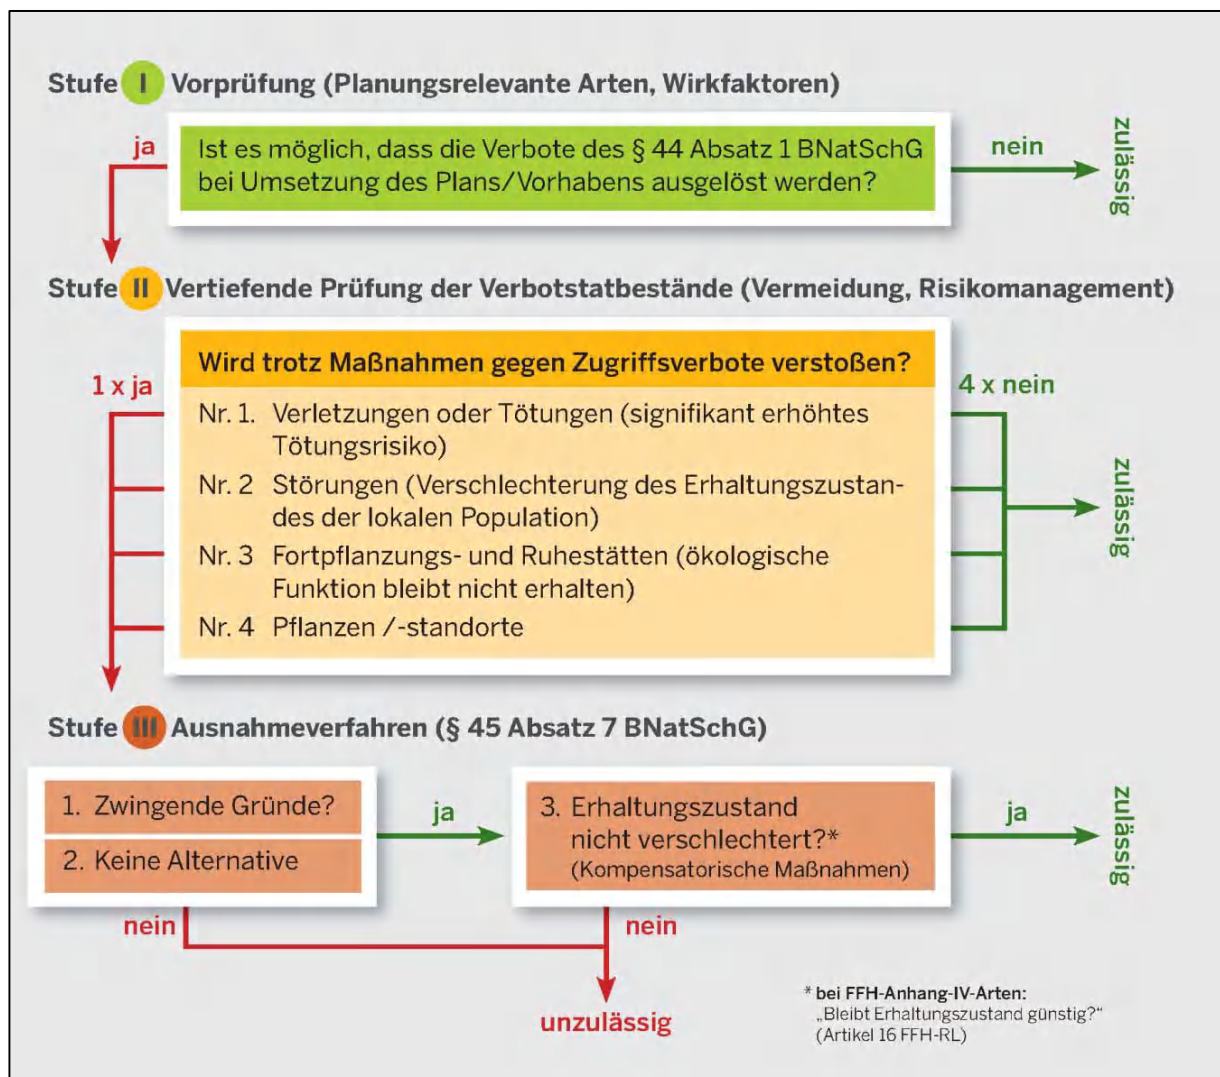 Stufe I Vorprüfung (Planungsrelevante Arten, Wirkfaktoren)
ja
Ist es möglich, dass die Verbote des § 44 Absatz 1 BNatSchG
bei Umsetzung des Plans/Vorhabens ausgelöst werden?
nein
zulässig
Stufe II Vertiefende Prüfung der Verbotstatbestände (Vermeidung, Risikomanagement)
1 x ja
Wird trotz Maßnahmen gegen Zugriffsverbote verstoßen?
4 x nein
Nr. 1. Verletzungen oder Tötungen (signifikant erhöhtes
Tötungsrisiko)
Nr. 2 Störungen (Verschlechterung des Erhaltungszustan-
des der lokalen Population)
Nr. 3 Fortpflanzungs- und Ruhestätten (ökologische
Funktion bleibt nicht erhalten)
Nr. 4 Pflanzen /-standorte
zulässig
Stufe III Ausnahmeverfahren (§ 45 Absatz 7 BNatSchG)
1. Zwingende Gründe?
2. Keine Alternative
ja
3. Erhaltungszustand
nicht verschlechtert?*
(Kompensatorische Maßnahmen)
ja
zulässig
nein
nein
unzulässig
* bei FFH-Anhang-IV-Arten:
„Bleibt Erhaltungszustand günstig?“
(Artikel 16 FFH-RL)